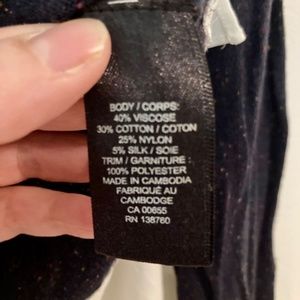 BODY / CORPS:
40% VISCOSE
30% COTTON / COTON
25% NYLON
5% SILK / SOIE
TRIM / GARNITURE :
100% POLYESTER
MADE IN CAMBODIA
FABRIQUÉ AU
CAMBODGE
CA 00655
RN 138760